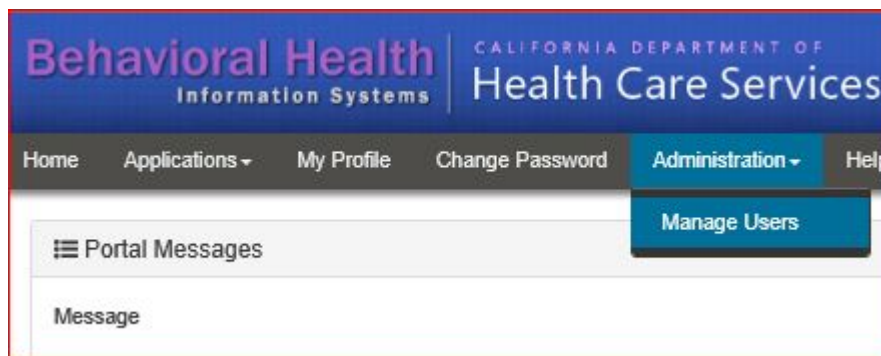 Behavioral Health
Information Systems
CALIFORNIA DEPARTMENT OF
Health Care Services
Home Applications My Profile Change Password Administration Help
Manage Users
Portal Messages
Message